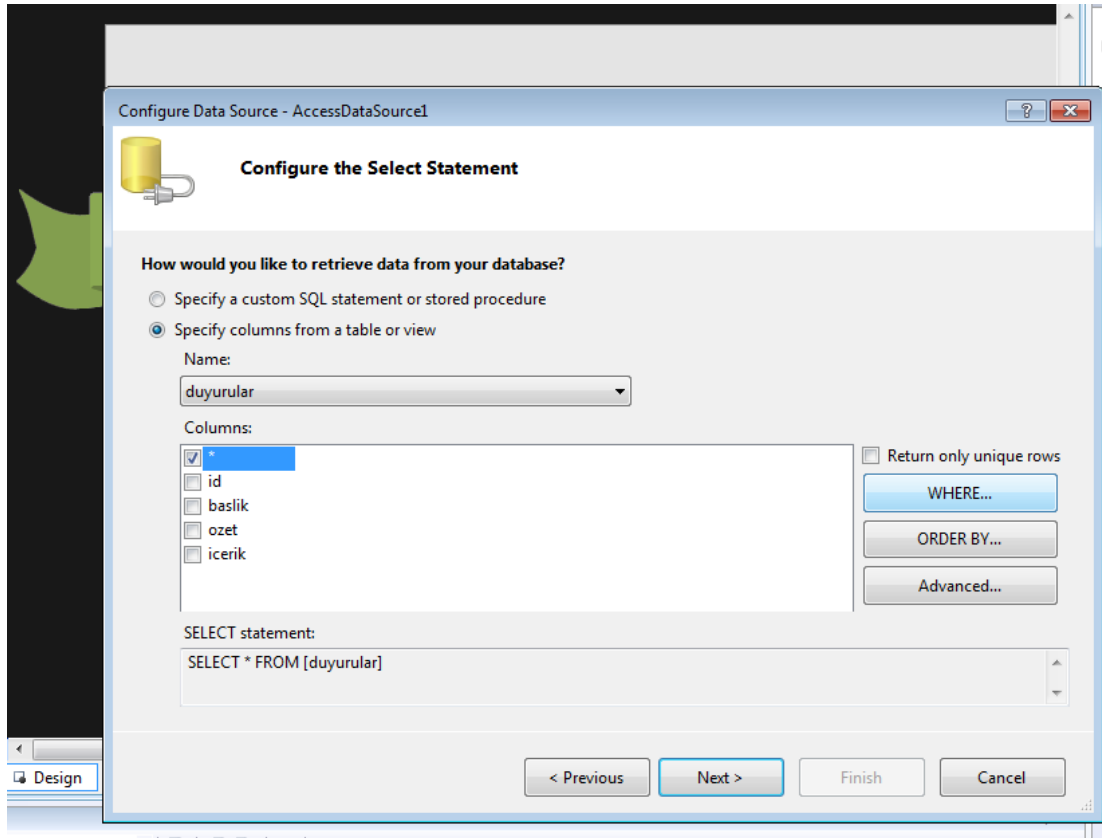 Configure Data Source - AccessDataSource1
Configure the Select Statement
How would you like to retrieve data from your database?
Specify a custom SQL statement or stored procedure
Specify columns from a table or view
Name:
duyurular
Columns:
*
id
baslik
ozet
icerik
Return only unique rows
WHERE...
ORDER BY...
Advanced...
SELECT statement:
SELECT * FROM [duyurular]
Design
< Previous
Next >
Finish
Cancel